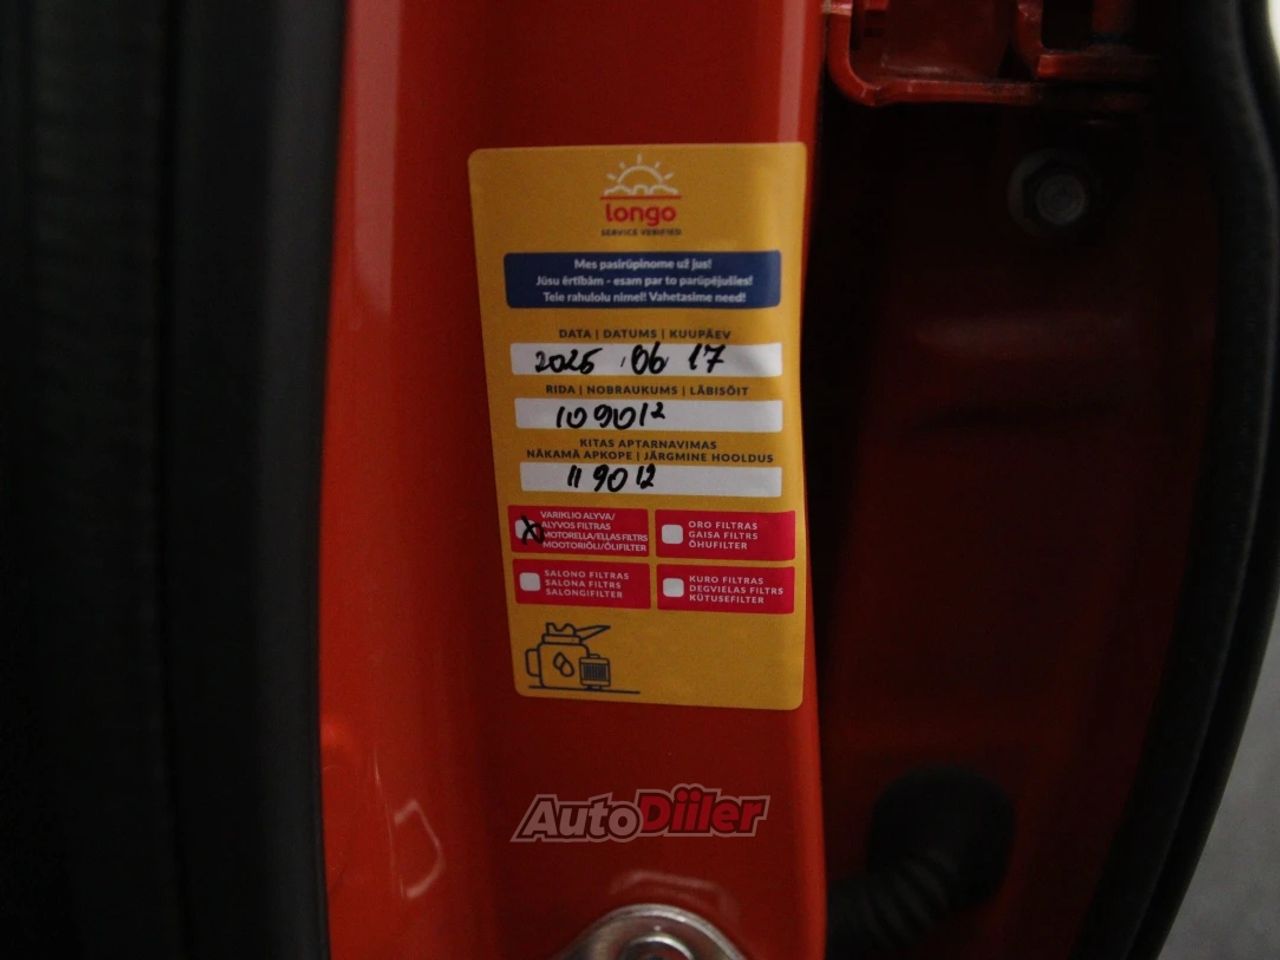 longo
SERVICE VERIFIED
Mes pasirūpinome už jus!
Jūsu ērtībām - esam par to parūpējušies!
Teie rahulolu nimel! Vahetasime need!
DATA | DATUMS | KUUPÄEV
2025 .06 17
RIDA | NOBRAUKUMS | LÄBISÕIT
109012
KITAS APTARNAVIMAS
NĀKAMĀ APKOPE | JÄRGMINE HOOLDUS
119012
VARIKLIO ALYVA/
ALYVOS FILTRAS
MOTORELLA/ELLAS FILTRS
MOOTORIÕLI/ÕLIFILTER
ORO FILTRAS
GAISA FILTRS
ÕHUFILTER
SALONO FILTRAS
SALONA FILTRS
SALONGIFILTER
KURO FILTRAS
DEGVIELAS FILTRS
KÜTUSEFILTER
AutoDiiler